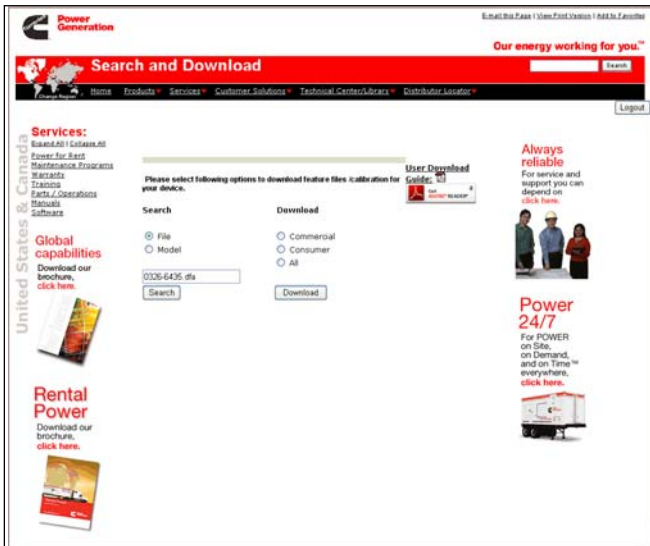 Power
Generation
E-mail this Page | View Print Version | Add to Favorites
Our energy working for you.™
Search and Download
Search
Change Region
Home Products Services Customer Solutions Technical Center/Library Distributor Locator
Logout
United States & Canada
Services:
Expand All | Collapse All
Power for Rent
Maintenance Programs
Warranty
Training
Parts / Operations
Manuals
Software
Global
capabilities
Download our
brochure,
click here.
Rental
Power
Download our
brochure,
click here.
Please select following options to download feature files /calibration for
your device.
User Download
Guide:
Get
ADOBE® READER®
Search
Download
File
Model
Commercial
Consumer
All
0326-6435.dfa
Search
Download
Always
reliable
For service and
support you can
depend on
click here.
Power
24/7
For POWER
on Site,
on Demand,
and on Time™
everywhere,
click here.